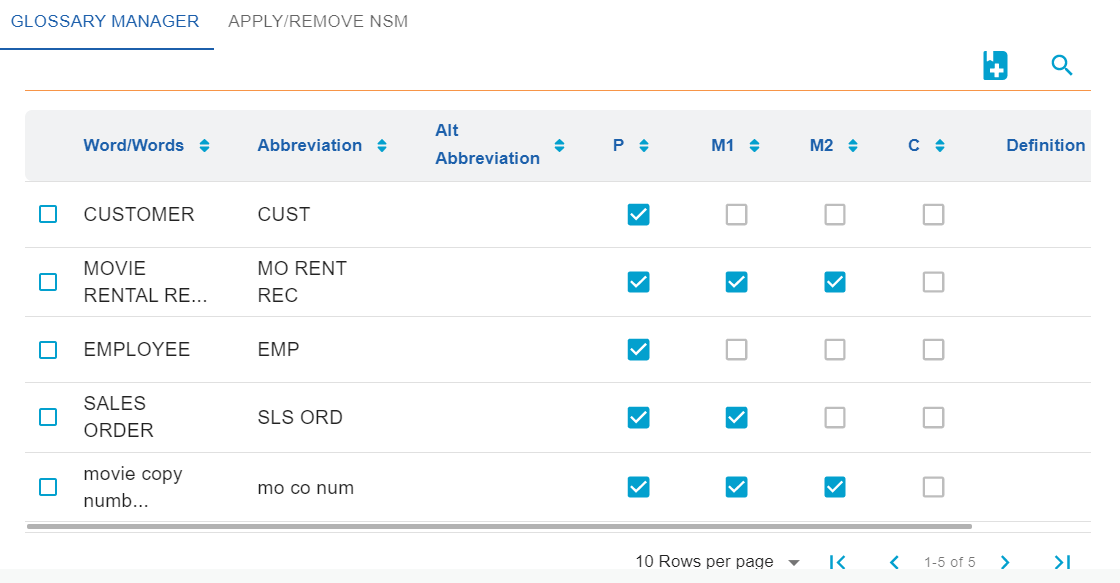 GLOSSARY MANAGER APPLY/REMOVE NSM
Word/Words Abbreviation Alt Abbreviation P M1 M2 C Definition
CUSTOMER CUST
MOVIE RENTAL RE... MO RENT REC
EMPLOYEE EMP
SALES ORDER SLS ORD
movie copy numb... mo co num
10 Rows per page 1-5 of 5